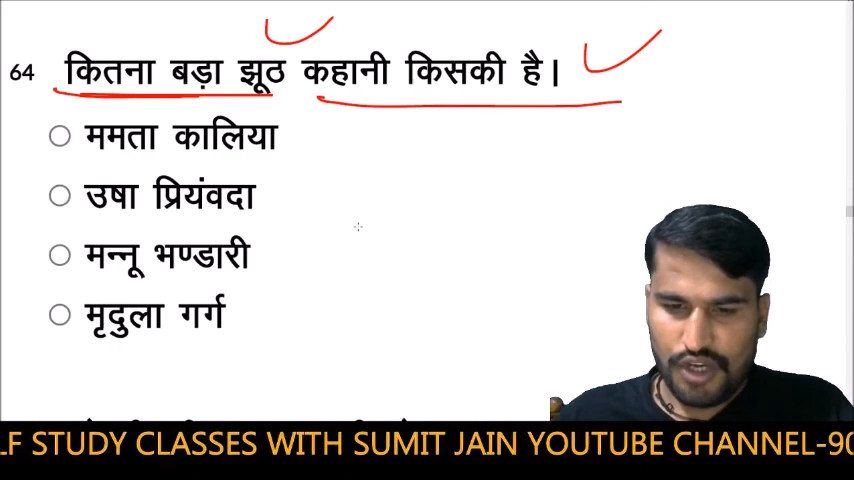 64 कितना बड़ा झूठ कहानी किसकी है।
ममता कालिया
उषा प्रियंवदा
मन्नू भण्डारी
मृदुला गर्ग
LF STUDY CLASSES WITH SUMIT JAIN YOUTUBE CHANNEL-90